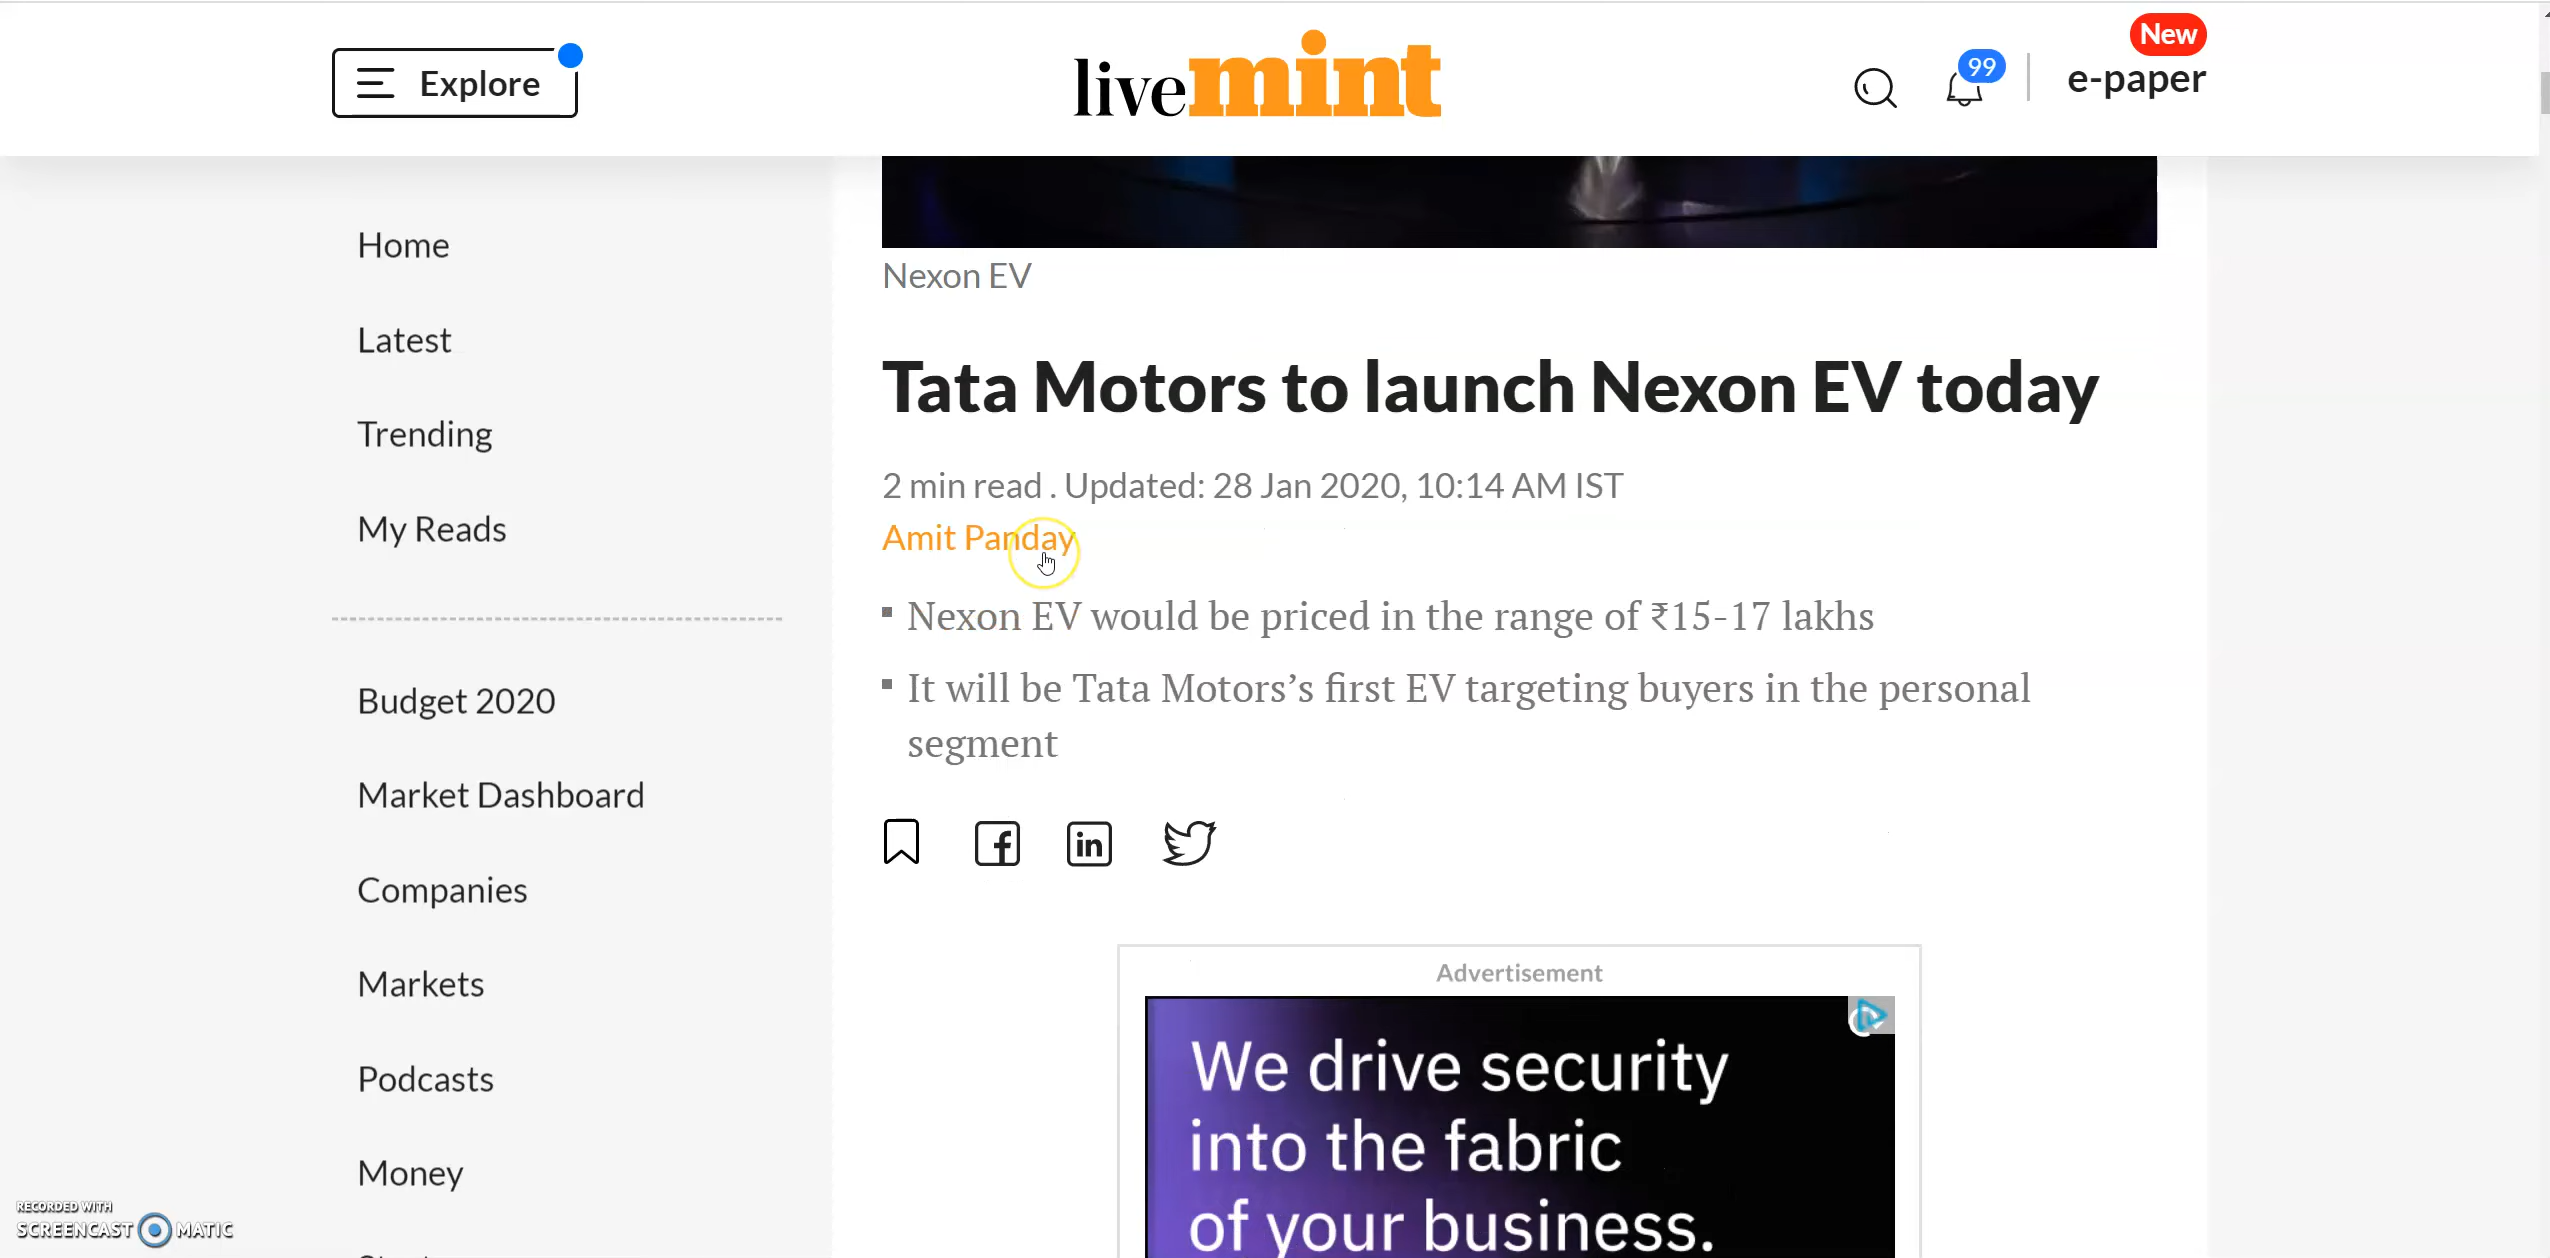 Explore
livemint
99
New
e-paper
Home
Latest
Trending
My Reads
Budget 2020
Market Dashboard
Companies
Markets
Podcasts
Money
Nexon EV
Tata Motors to launch Nexon EV today
2 min read . Updated: 28 Jan 2020, 10:14 AM IST
Amit Panday
▪ Nexon EV would be priced in the range of ₹15-17 lakhs
▪ It will be Tata Motors’s first EV targeting buyers in the personal
segment
f
in
Advertisement
We drive security
into the fabric
of your business.
RECORDED WITH
SCREENCAST MATIC